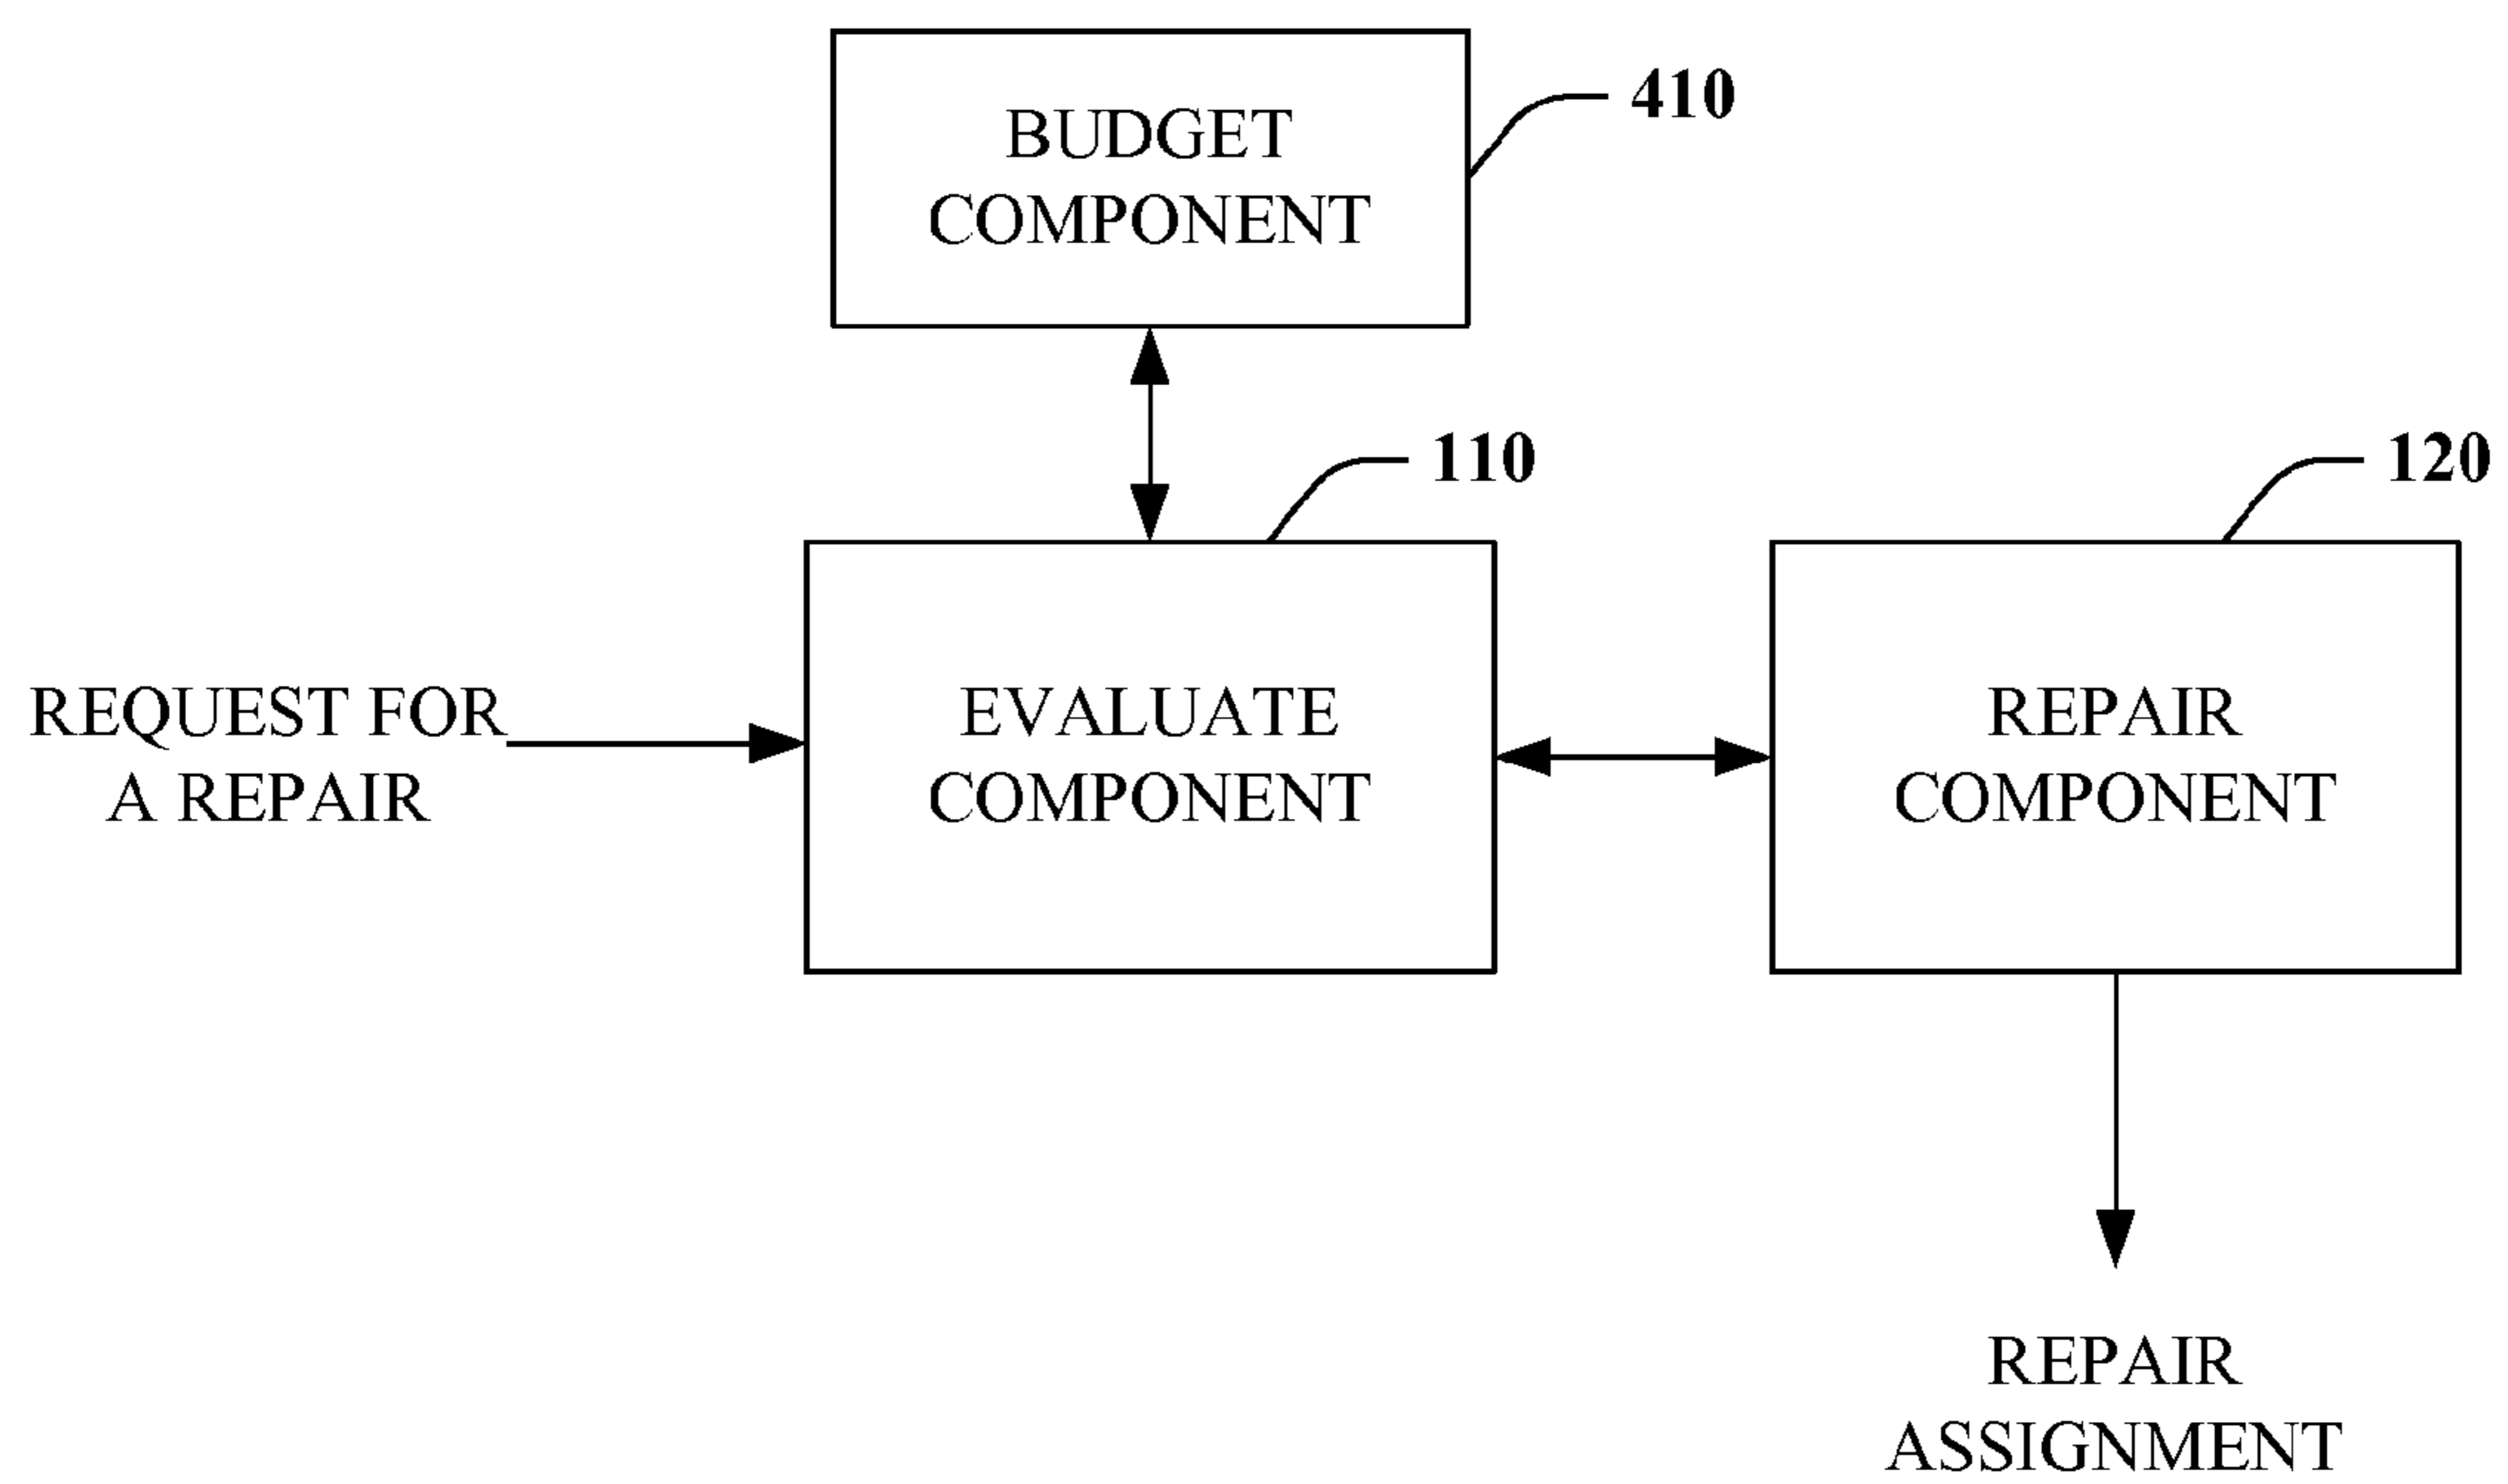 BUDGET
COMPONENT
410
110
120
REQUEST FOR
A REPAIR
EVALUATE
COMPONENT
REPAIR
COMPONENT
REPAIR
ASSIGNMENT